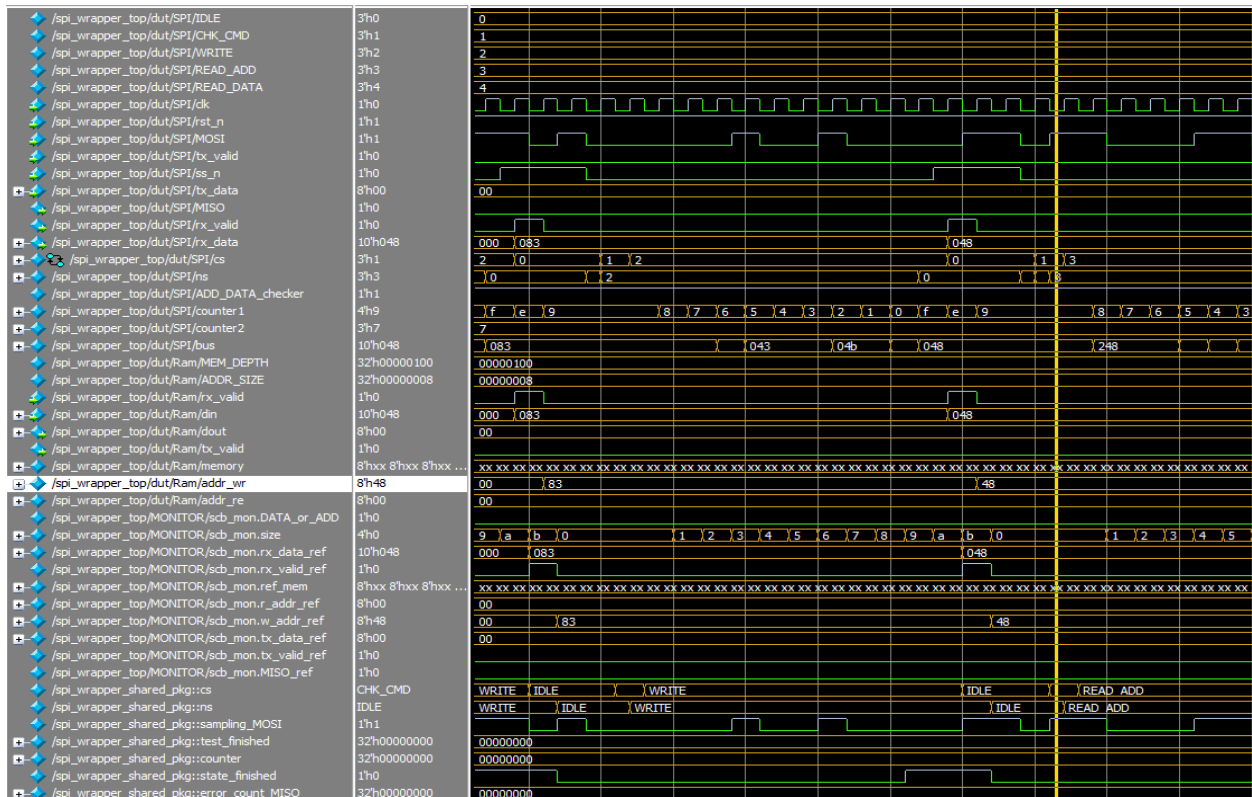 /spi_wrapper_top/dut/SPI/IDLE 3'h0 0
/spi_wrapper_top/dut/SPI/CHK_CMD 3'h1 1
/spi_wrapper_top/dut/SPI/WRITE 3'h2 2
/spi_wrapper_top/dut/SPI/READ_ADD 3'h3 3
/spi_wrapper_top/dut/SPI/READ_DATA 3'h4 4
/spi_wrapper_top/dut/SPI/clk 1'h0
/spi_wrapper_top/dut/SPI/rst_n 1'h1
/spi_wrapper_top/dut/SPI/MOSI 1'h1
/spi_wrapper_top/dut/SPI/tx_valid 1'h0
/spi_wrapper_top/dut/SPI/ss_n 1'h0
/spi_wrapper_top/dut/SPI/tx_data 8'h00 00
/spi_wrapper_top/dut/SPI/MISO 1'h0
/spi_wrapper_top/dut/SPI/rx_valid 1'h0
/spi_wrapper_top/dut/SPI/rx_data 10'h048 000 083 048
/spi_wrapper_top/dut/SPI/cs 3'h1 2 0 1 2 0 1 3
/spi_wrapper_top/dut/SPI/ns 3'h3 0 2 0 3
/spi_wrapper_top/dut/SPI/ADD_DATA_checker 1'h1
/spi_wrapper_top/dut/SPI/counter1 4'h9 f e 9 8 7 6 5 4 3 2 1 0 f e 9 8 7 6 5 4 3
/spi_wrapper_top/dut/SPI/counter2 3'h7 7
/spi_wrapper_top/dut/SPI/bus 10'h048 083 043 04b 048 248
/spi_wrapper_top/dut/Ram/MEM_DEPTH 32'h00000100 00000100
/spi_wrapper_top/dut/Ram/ADDR_SIZE 32'h00000008 00000008
/spi_wrapper_top/dut/Ram/rx_valid 1'h0
/spi_wrapper_top/dut/Ram/din 10'h048 000 083 048
/spi_wrapper_top/dut/Ram/dout 8'h00 00
/spi_wrapper_top/dut/Ram/tx_valid 1'h0
/spi_wrapper_top/dut/Ram/memory 8'hxx 8'hxx 8'hxx ...
/spi_wrapper_top/dut/Ram/addr_wr 8'h48 00 83 48
/spi_wrapper_top/dut/Ram/addr_re 8'h00 00
/spi_wrapper_top/MONITOR/scb_mon.DATA_or_ADD 1'h0
/spi_wrapper_top/MONITOR/scb_mon.size 4'h0 9 a b 0 1 2 3 4 5 6 7 8 9 a b 0 1 2 3 4 5
/spi_wrapper_top/MONITOR/scb_mon.rx_data_ref 10'h048 000 083 048
/spi_wrapper_top/MONITOR/scb_mon.rx_valid_ref 1'h0
/spi_wrapper_top/MONITOR/scb_mon.ref_mem 8'hxx 8'hxx 8'hxx ...
/spi_wrapper_top/MONITOR/scb_mon.r_addr_ref 8'h00 00
/spi_wrapper_top/MONITOR/scb_mon.w_addr_ref 8'h48 00 83 48
/spi_wrapper_top/MONITOR/scb_mon.tx_data_ref 8'h00 00
/spi_wrapper_top/MONITOR/scb_mon.tx_valid_ref 1'h0
/spi_wrapper_top/MONITOR/scb_mon.MISO_ref 1'h0
/spi_wrapper_shared_pkg::cs CHK_CMD WRITE IDLE WRITE IDLE READ_ADD
/spi_wrapper_shared_pkg::ns IDLE WRITE IDLE WRITE IDLE READ_ADD
/spi_wrapper_shared_pkg::sampling_MOSI 1'h1
/spi_wrapper_shared_pkg::test_finished 32'h00000000 00000000
/spi_wrapper_shared_pkg::counter 32'h00000000 00000000
/spi_wrapper_shared_pkg::state_finished 1'h0
/spi_wrapper_shared_pkg::error_count_MISO 32'h00000000 00000000